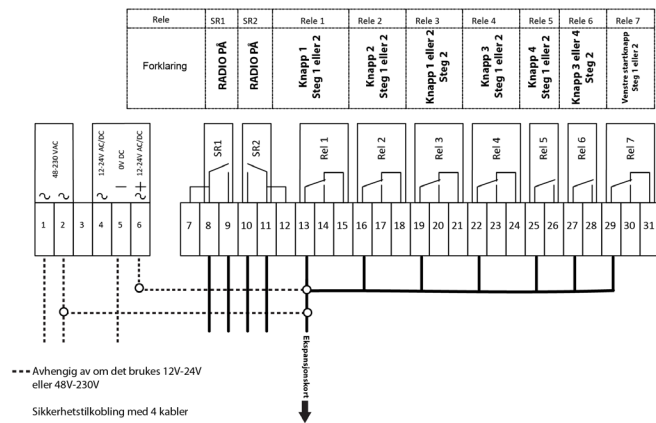 Rele SR1 SR2 Rele 1 Rele 2 Rele 3 Rele 4 Rele 5 Rele 6 Rele 7
Forklaring
RADIO PÅ
RADIO PÅ
Knapp 1
Steg 1 eller 2
Knapp 2
Steg 1 eller 2
Knapp 1 eller 2
Steg 2
Knapp 3
Steg 1 eller 2
Knapp 4
Steg 1 eller 2
Knapp 3 eller 4
Steg 2
Venstre startknapp
Steg 1 eller 2
48-230 VAC
12-24V AC/DC
0V DC
12-24V AC/DC
SR1
SR2
Rel 1
Rel 2
Rel 3
Rel 4
Rel 5
Rel 6
Rel 7
1 2 3 4 5 6 7 8 9 10 11 12 13 14 15 16 17 18 19 20 21 22 23 24 25 26 27 28 29 30 31
Ekspansjonskort
Avhengig av om det brukes 12V-24V
eller 48V-230V
Sikkerhetstilkobling med 4 kabler